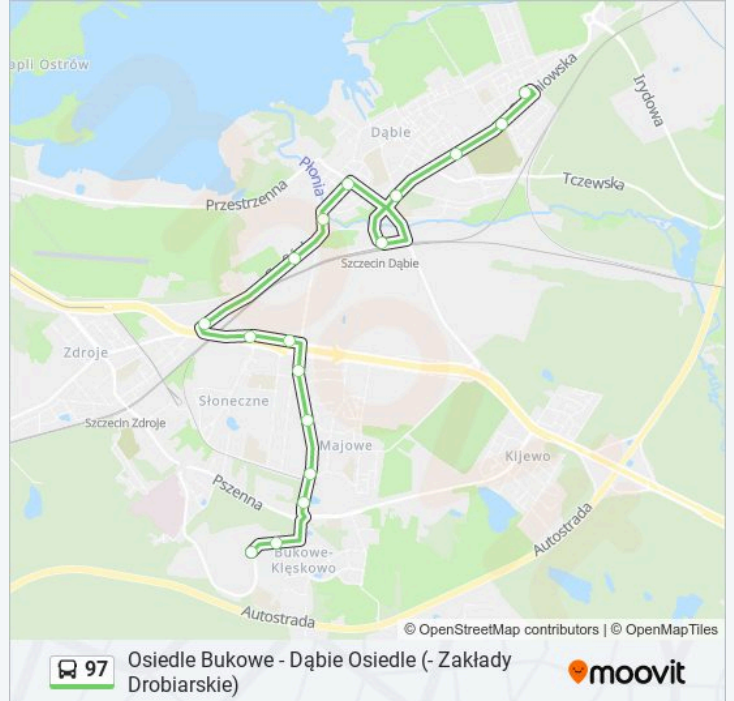 apli Ostrów
niowska
Irydowa
Dąbie
Płonia
Tczewska
Przestrzenna
Szczecin Dąbie
Zdroje
Słoneczne
Szczecin Zdroje
Majowe
Kijewo
Pszenna
Autostrada
Bukowe-
Klęskowo
Autostrada
© OpenStreetMap contributors | © OpenMapTiles
97
Osiedle Bukowe - Dąbie Osiedle (- Zakłady
Drobiarskie)
moovit